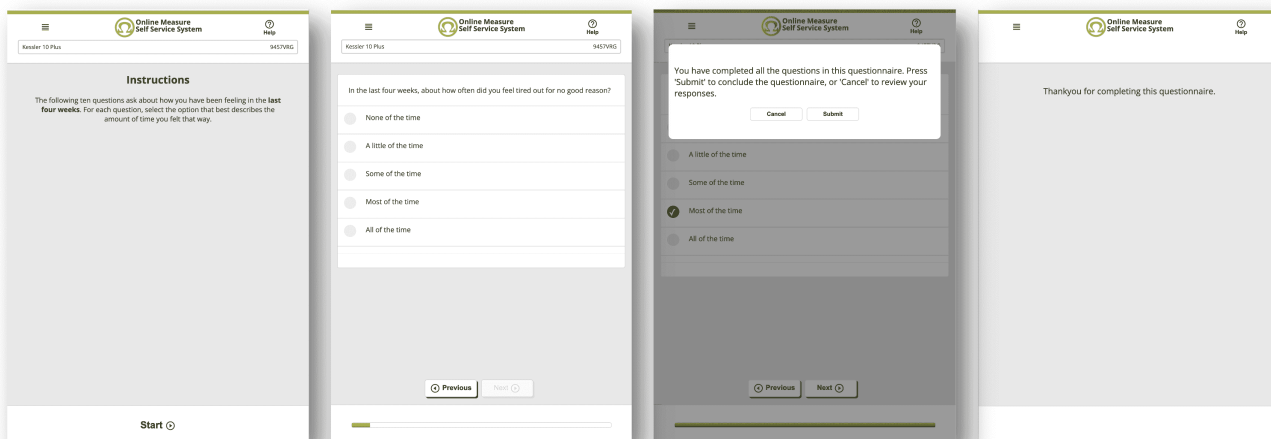 Online Measure
Self Service System
Help
Kessler 10 Plus 9457VRG
Instructions
The following ten questions ask about how you have been feeling in the last
four weeks. For each question, select the option that best describes the
amount of time you felt that way.
Start
Online Measure
Self Service System
Help
Kessler 10 Plus 9457VRG
In the last four weeks, about how often did you feel tired out for no good reason?
None of the time
A little of the time
Some of the time
Most of the time
All of the time
Previous Next
Online Measure
Self Service System
Help
You have completed all the questions in this questionnaire. Press
'Submit' to conclude the questionnaire, or 'Cancel' to review your
responses.
Cancel Submit
A little of the time
Some of the time
Most of the time
All of the time
Previous Next
Online Measure
Self Service System
Help
Thankyou for completing this questionnaire.